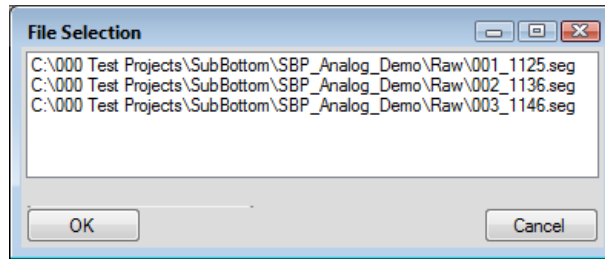 File Selection
C:\000 Test Projects\SubBottom\SBP_Analog_Demo\Raw\001_1125.seg
C:\000 Test Projects\SubBottom\SBP_Analog_Demo\Raw\002_1136.seg
C:\000 Test Projects\SubBottom\SBP_Analog_Demo\Raw\003_1146.seg
OK Cancel